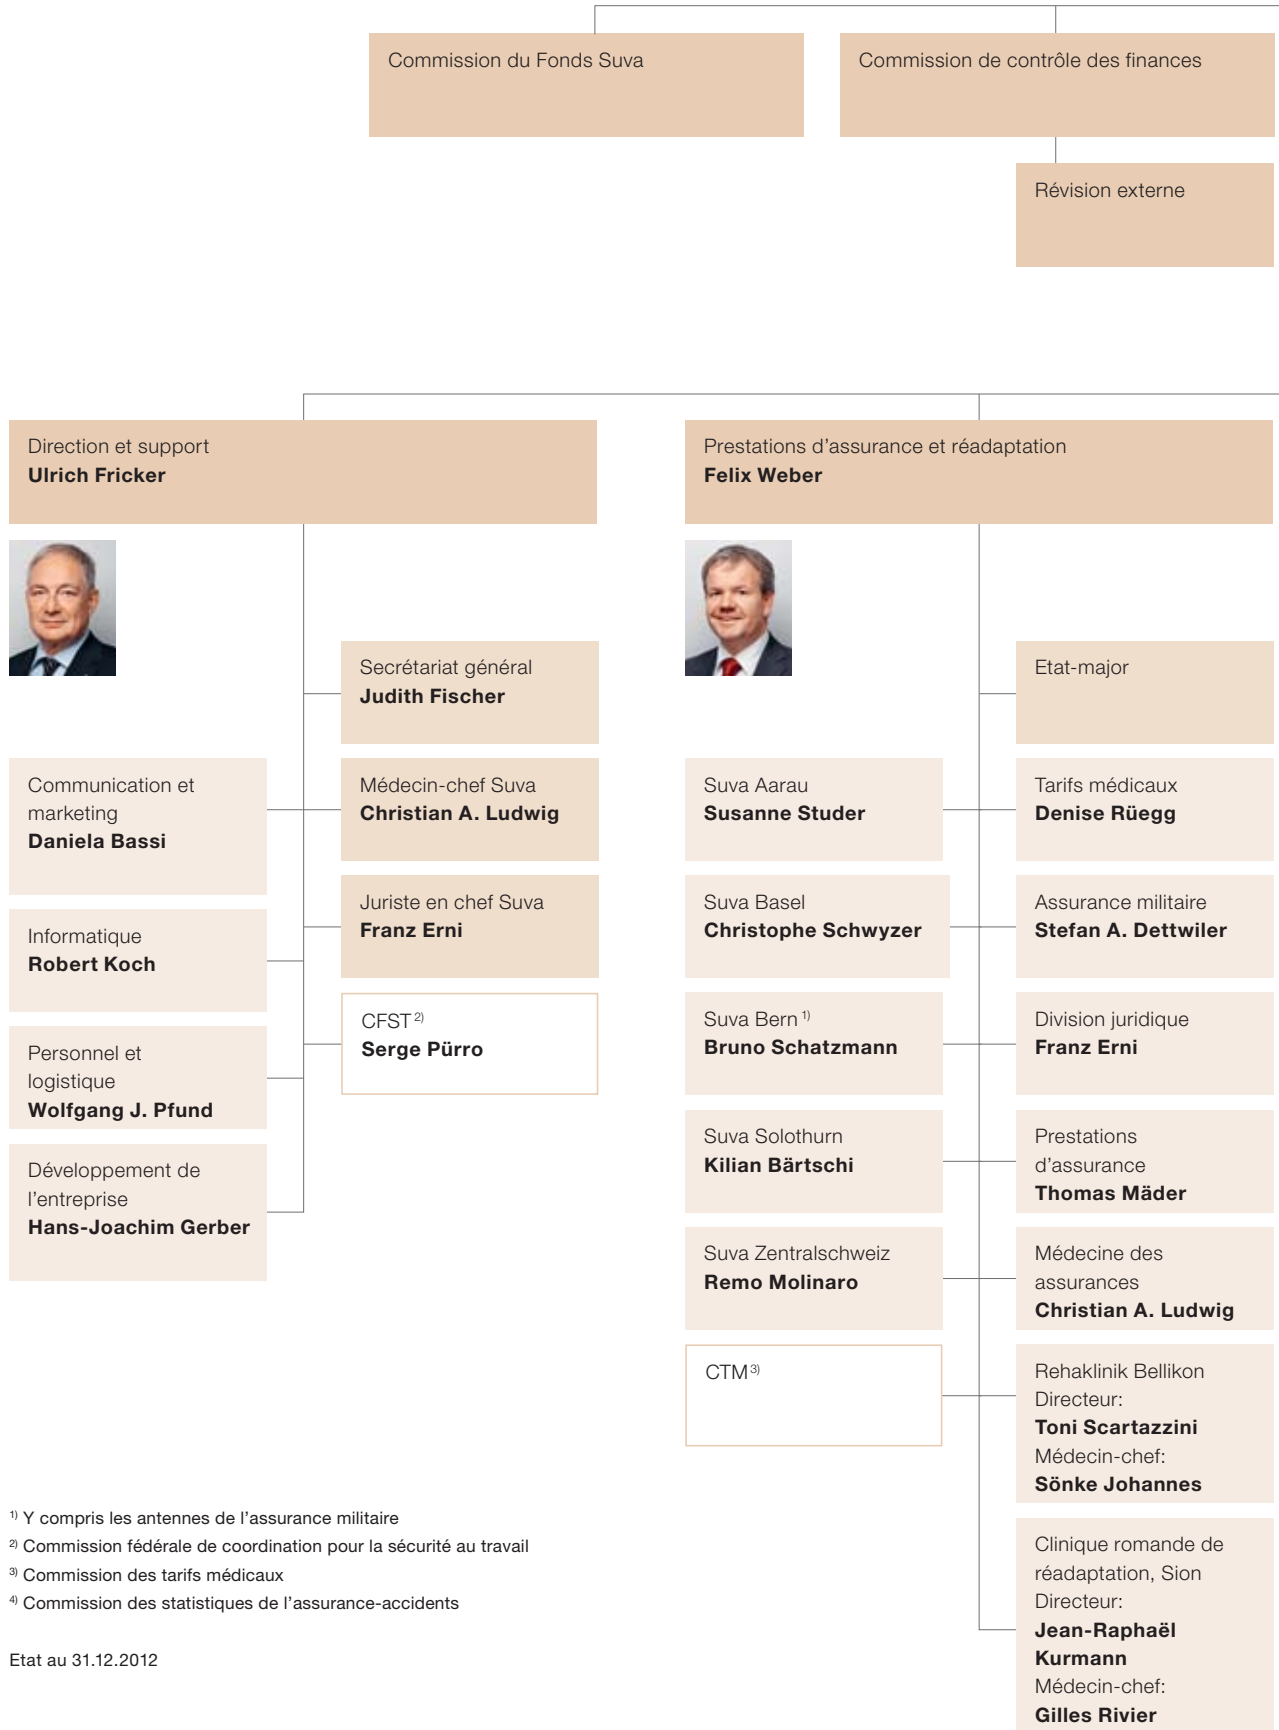 Commission du Fonds Suva
Commission de contrôle des finances
Révision externe
Direction et support
Ulrich Fricker
Prestations d'assurance et réadaptation
Felix Weber
Secrétariat général
Judith Fischer
Communication et
marketing
Daniela Bassi
Médecin-chef Suva
Christian A. Ludwig
Informatique
Robert Koch
Juriste en chef Suva
Franz Erni
Personnel et
logistique
Wolfgang J. Pfund
CFST 2)
Serge Pürro
Développement de
l'entreprise
Hans-Joachim Gerber
Etat-major
Suva Aarau
Susanne Studer
Tarifs médicaux
Denise Rüegg
Suva Basel
Christophe Schwyzer
Assurance militaire
Stefan A. Dettwiler
Suva Bern 1)
Bruno Schatzmann
Division juridique
Franz Erni
Suva Solothurn
Kilian Bärtschi
Prestations
d'assurance
Thomas Mäder
Suva Zentralschweiz
Remo Molinaro
Médecine des
assurances
Christian A. Ludwig
CTM 3)
Rehaklinik Bellikon
Directeur:
Toni Scartazzini
Médecin-chef:
Sönke Johannes
Clinique romande de
réadaptation, Sion
Directeur:
Jean-Raphaël
Kurmann
Médecin-chef:
Gilles Rivier
1) Y compris les antennes de l'assurance militaire
2) Commission fédérale de coordination pour la sécurité au travail
3) Commission des tarifs médicaux
4) Commission des statistiques de l'assurance-accidents
Etat au 31.12.2012